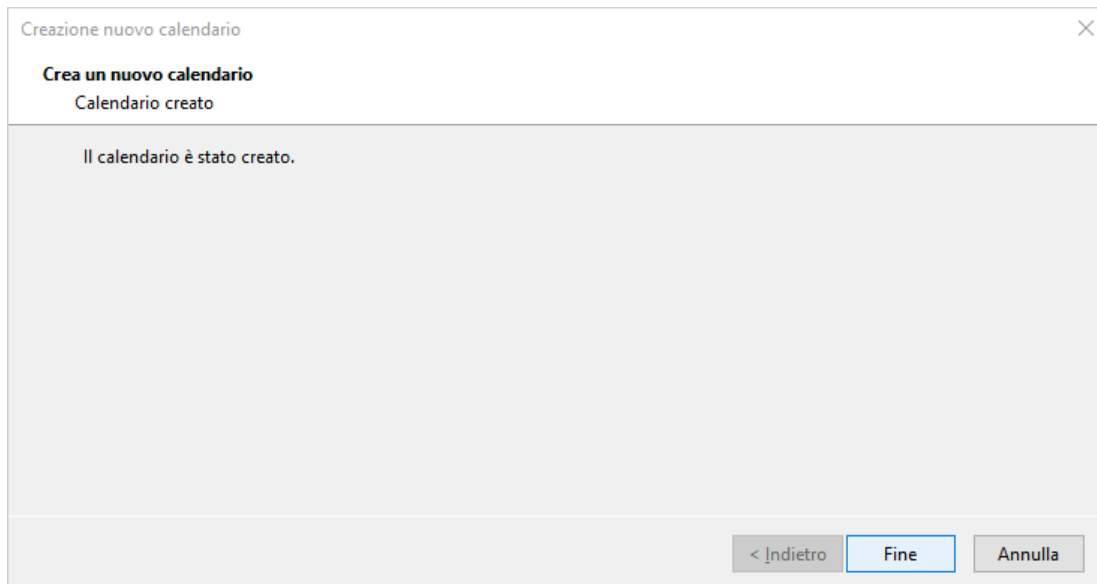 Creazione nuovo calendario
Crea un nuovo calendario
Calendario creato
Il calendario è stato creato.
< Indietro Fine Annulla